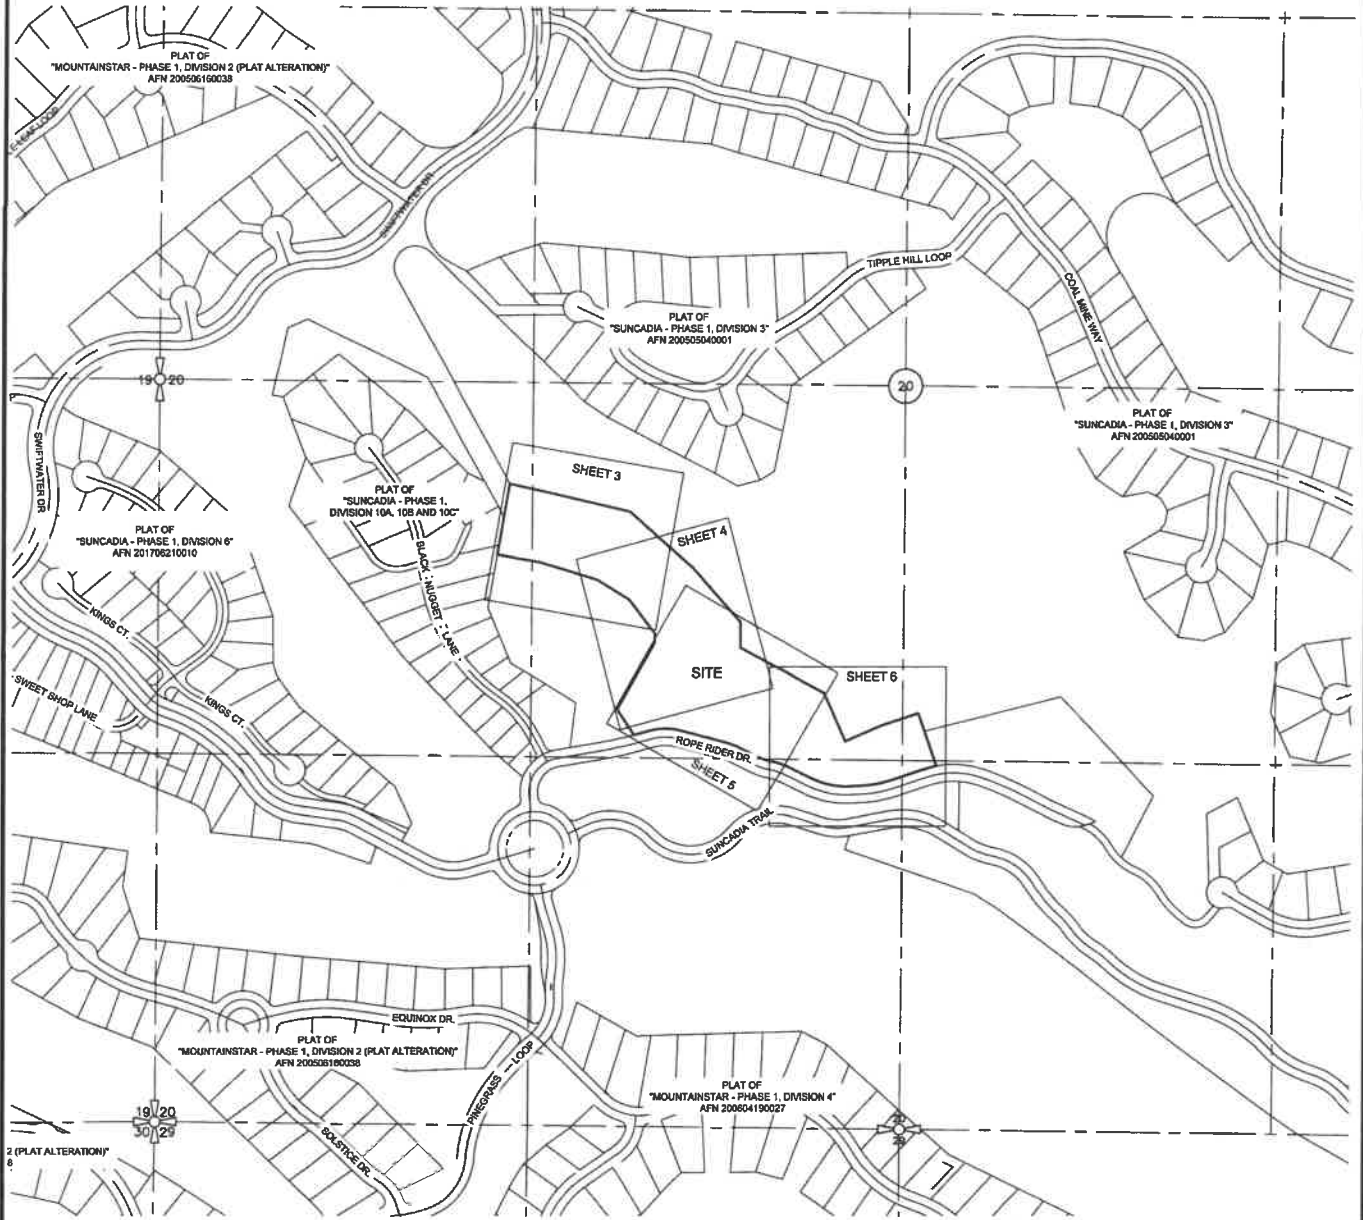 PLAT OF
"MOUNTAINSTAR - PHASE 1, DIVISION 2 (PLAT ALTERATION)"
AFN 200506160038
SWIFTWATER DR
TIPPLE HILL LOOP
COAL MINE WAY
PLAT OF
"SUNCADIA - PHASE 1, DIVISION 3"
AFN 200505040001
19 20
20
PLAT OF
"SUNCADIA - PHASE 1, DIVISION 3"
AFN 200505040001
SWIFTWATER DR
SHEET 3
PLAT OF
"SUNCADIA - PHASE 1,
DIVISION 10A, 10B AND 10C"
PLAT OF
"SUNCADIA - PHASE 1, DIVISION 6"
AFN 201706210010
SHEET 4
BLACK NUGGET LANE
KINGS CT.
SITE
SHEET 6
SWEET SHOP LANE
KINGS CT.
ROPE RIDER DR.
SHEET 5
SUNCADIA TRAIL
EQUINOX DR.
PLAT OF
"MOUNTAINSTAR - PHASE 1, DIVISION 2 (PLAT ALTERATION)"
AFN 200506160038
PINEGRASS LOOP
PLAT OF
"MOUNTAINSTAR - PHASE 1, DIVISION 4"
AFN 200604190027
19 20
30 29
20
29
SOLSTICE DR.
2 (PLAT ALTERATION)"
8